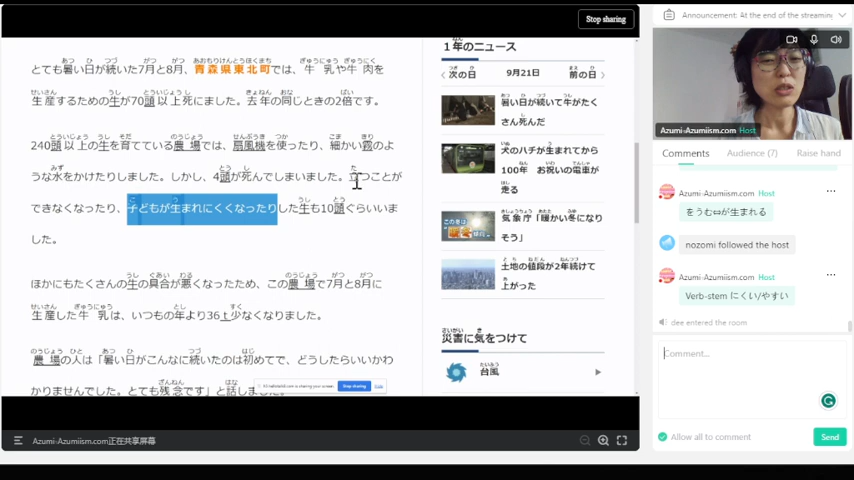 Stop sharing
Announcement: At the end of the streaming
とても暑い日が続いた7月と8月、青森県東北町では、牛乳や牛肉を
生産するための牛が70頭以上死にました。去年の同じときの2倍です。
240頭以上の牛を育てている農場では、扇風機を使ったり、細かい霧のよ
うな水をかけたりしました。しかし、4頭が死んでしまいました。立つことが
できなくなったり、子どもが生まれにくくなったりした牛も10頭ぐらいいま
した。
ほかにもたくさんの牛の具合が悪くなったため、この農場で7月と8月に
生産した牛乳は、いつもの年より36t少なくなりました。
農場の人は「暑い日がこんなに続いたのは初めてで、どうしたらいいかわ
かりませんでした。とても残念です」と話しました。
Stop sharing
Hide
1年のニュース
次の日 9月21日 前の日
暑い日が続いて牛がたく
さん死んだ
犬のハチが生まれてから
100年 お祝いの電車が
走る
気象庁「暖かい冬になり
そう」
土地の値段が2年続けて
上がった
災害に気をつけて
台風
Azumi-Azumiism.com正在共享屏幕
Azumi-Azumiism.com Host
Comments Audience (7) Raise hand
Azumi-Azumiism.com Host
をうむ⇔が生まれる
nozomi followed the host
Azumi-Azumiism.com Host
Verb-stem にくい/やすい
dee entered the room
Comment...
Allow all to comment
Send